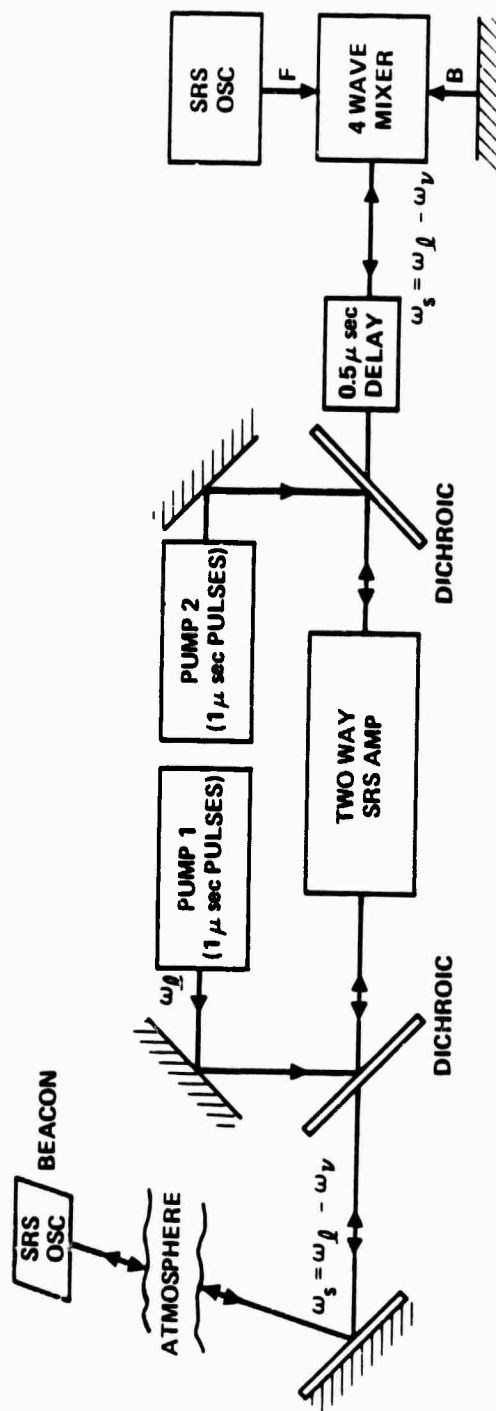 BEACON
SRS
OSC
ATMOSPHERE
ω_s = ω_ℓ − ω_ν
ω_ℓ
PUMP 1
(1 μ sec PULSES)
PUMP 2
(1 μ sec PULSES)
DICHROIC
TWO WAY
SRS AMP
DICHROIC
0.5 μ sec
DELAY
ω_s = ω_ℓ − ω_ν
SRS
OSC
F
4 WAVE
MIXER
B